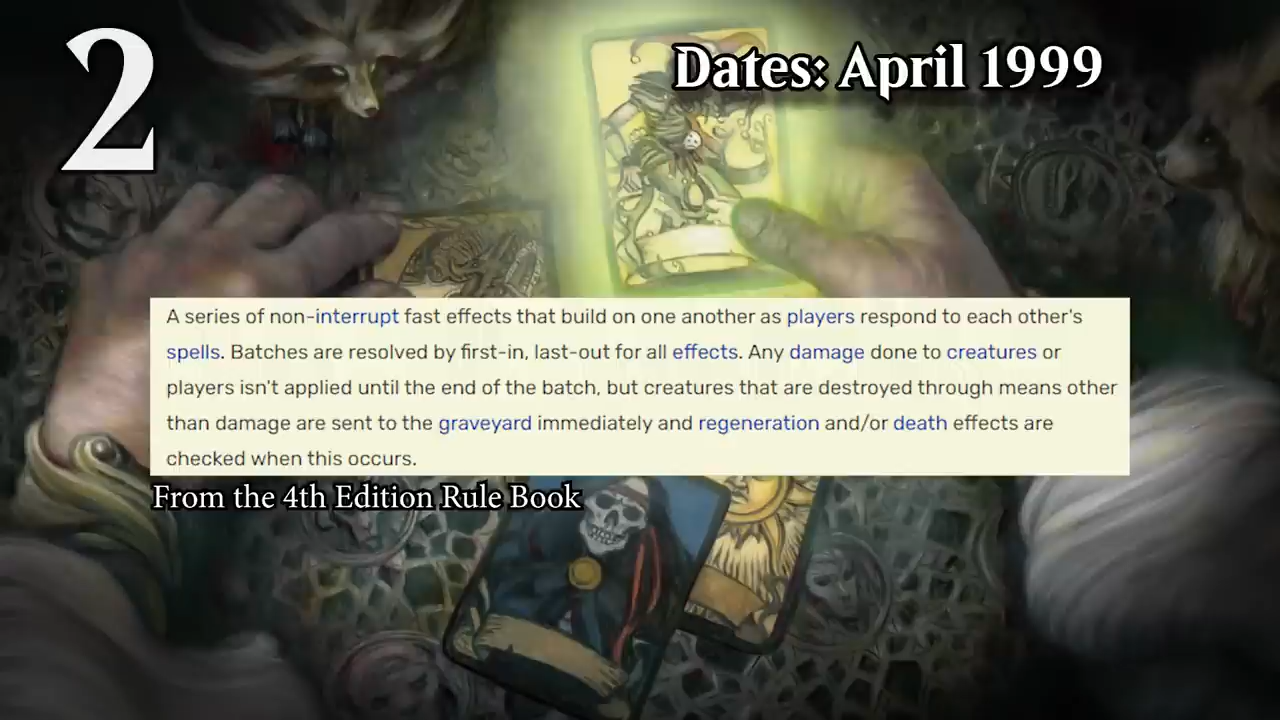 2
Dates: April 1999
A series of non-interrupt fast effects that build on one another as players respond to each other's
spells. Batches are resolved by first-in, last-out for all effects. Any damage done to creatures or
players isn't applied until the end of the batch, but creatures that are destroyed through means other
than damage are sent to the graveyard immediately and regeneration and/or death effects are
checked when this occurs.
From the 4th Edition Rule Book